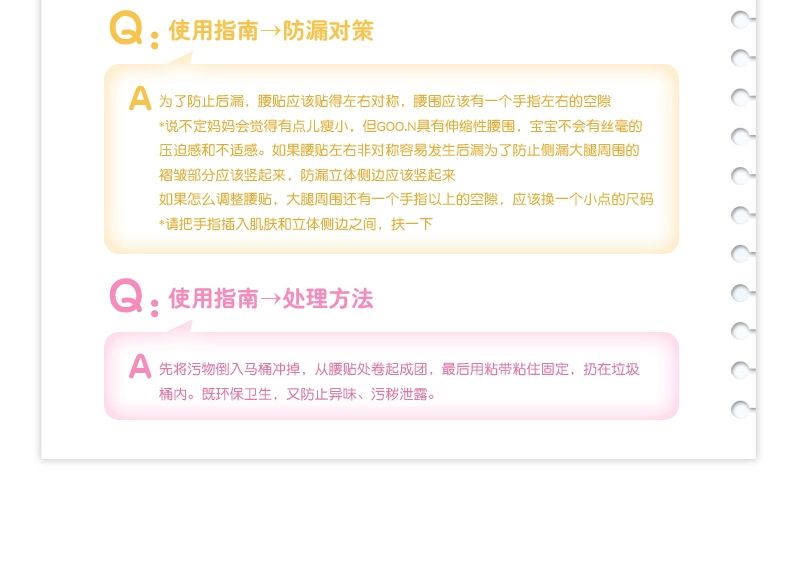 Q: 使用指南→防漏对策
A 为了防止后漏，腰贴应该贴得左右对称，腰围应该有一个手指左右的空隙
*说不定妈妈会觉得有点儿瘦小，但GOO.N具有伸缩性腰围，宝宝不会有丝毫的
压迫感和不适感。如果腰贴左右非对称容易发生后漏为了防止侧漏大腿周围的
褶皱部分应该竖起来，防漏立体侧边应该竖起来
如果怎么调整腰贴，大腿周围还有一个手指以上的空隙，应该换一个小点的尺码
*请把手指插入肌肤和立体侧边之间，扶一下
Q: 使用指南→处理方法
A 先将污物倒入马桶冲掉，从腰贴处卷起成团，最后用粘带粘住固定，扔在垃圾
桶内。既环保卫生，又防止异味、污秽泄露。